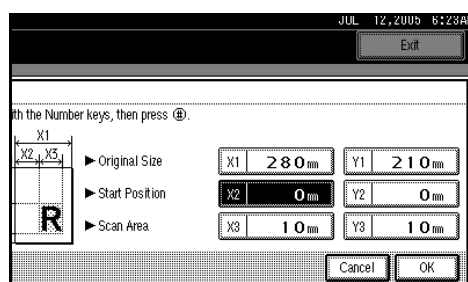 JUL 12,2005 6:23A
Exit
ith the Number keys, then press (#).
X1
X2 X3
R
► Original Size X1 280mm Y1 210mm
► Start Position X2 0mm Y2 0mm
► Scan Area X3 10mm Y3 10mm
Cancel OK